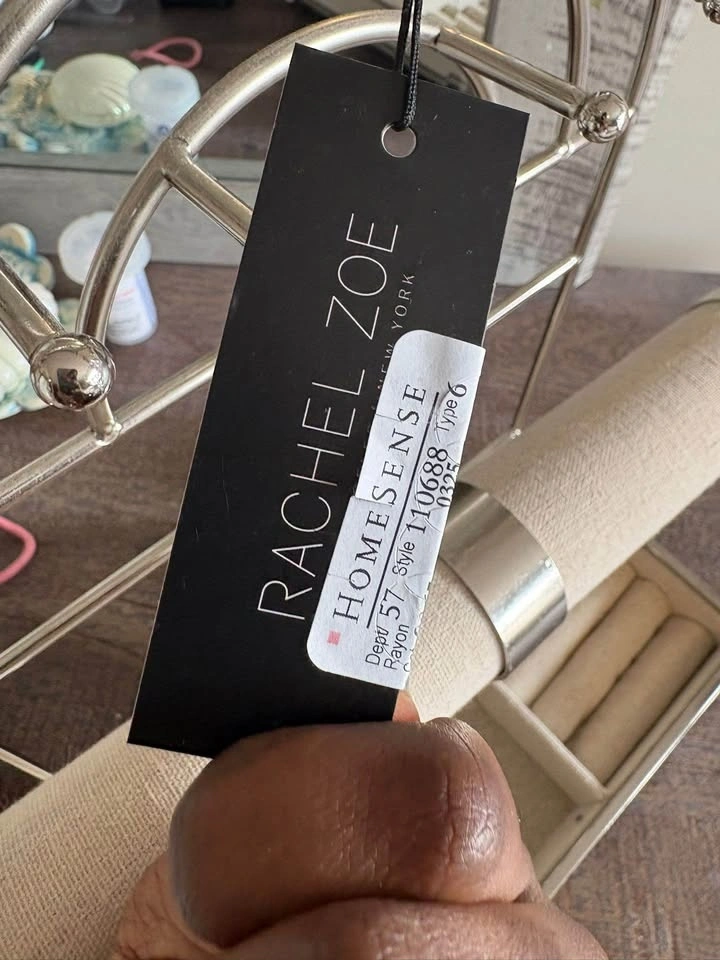 RACHEL ZOE
NEW YORK
HOMESENSE
Dept 57 Style 110688 Type 6
Rayon 0325